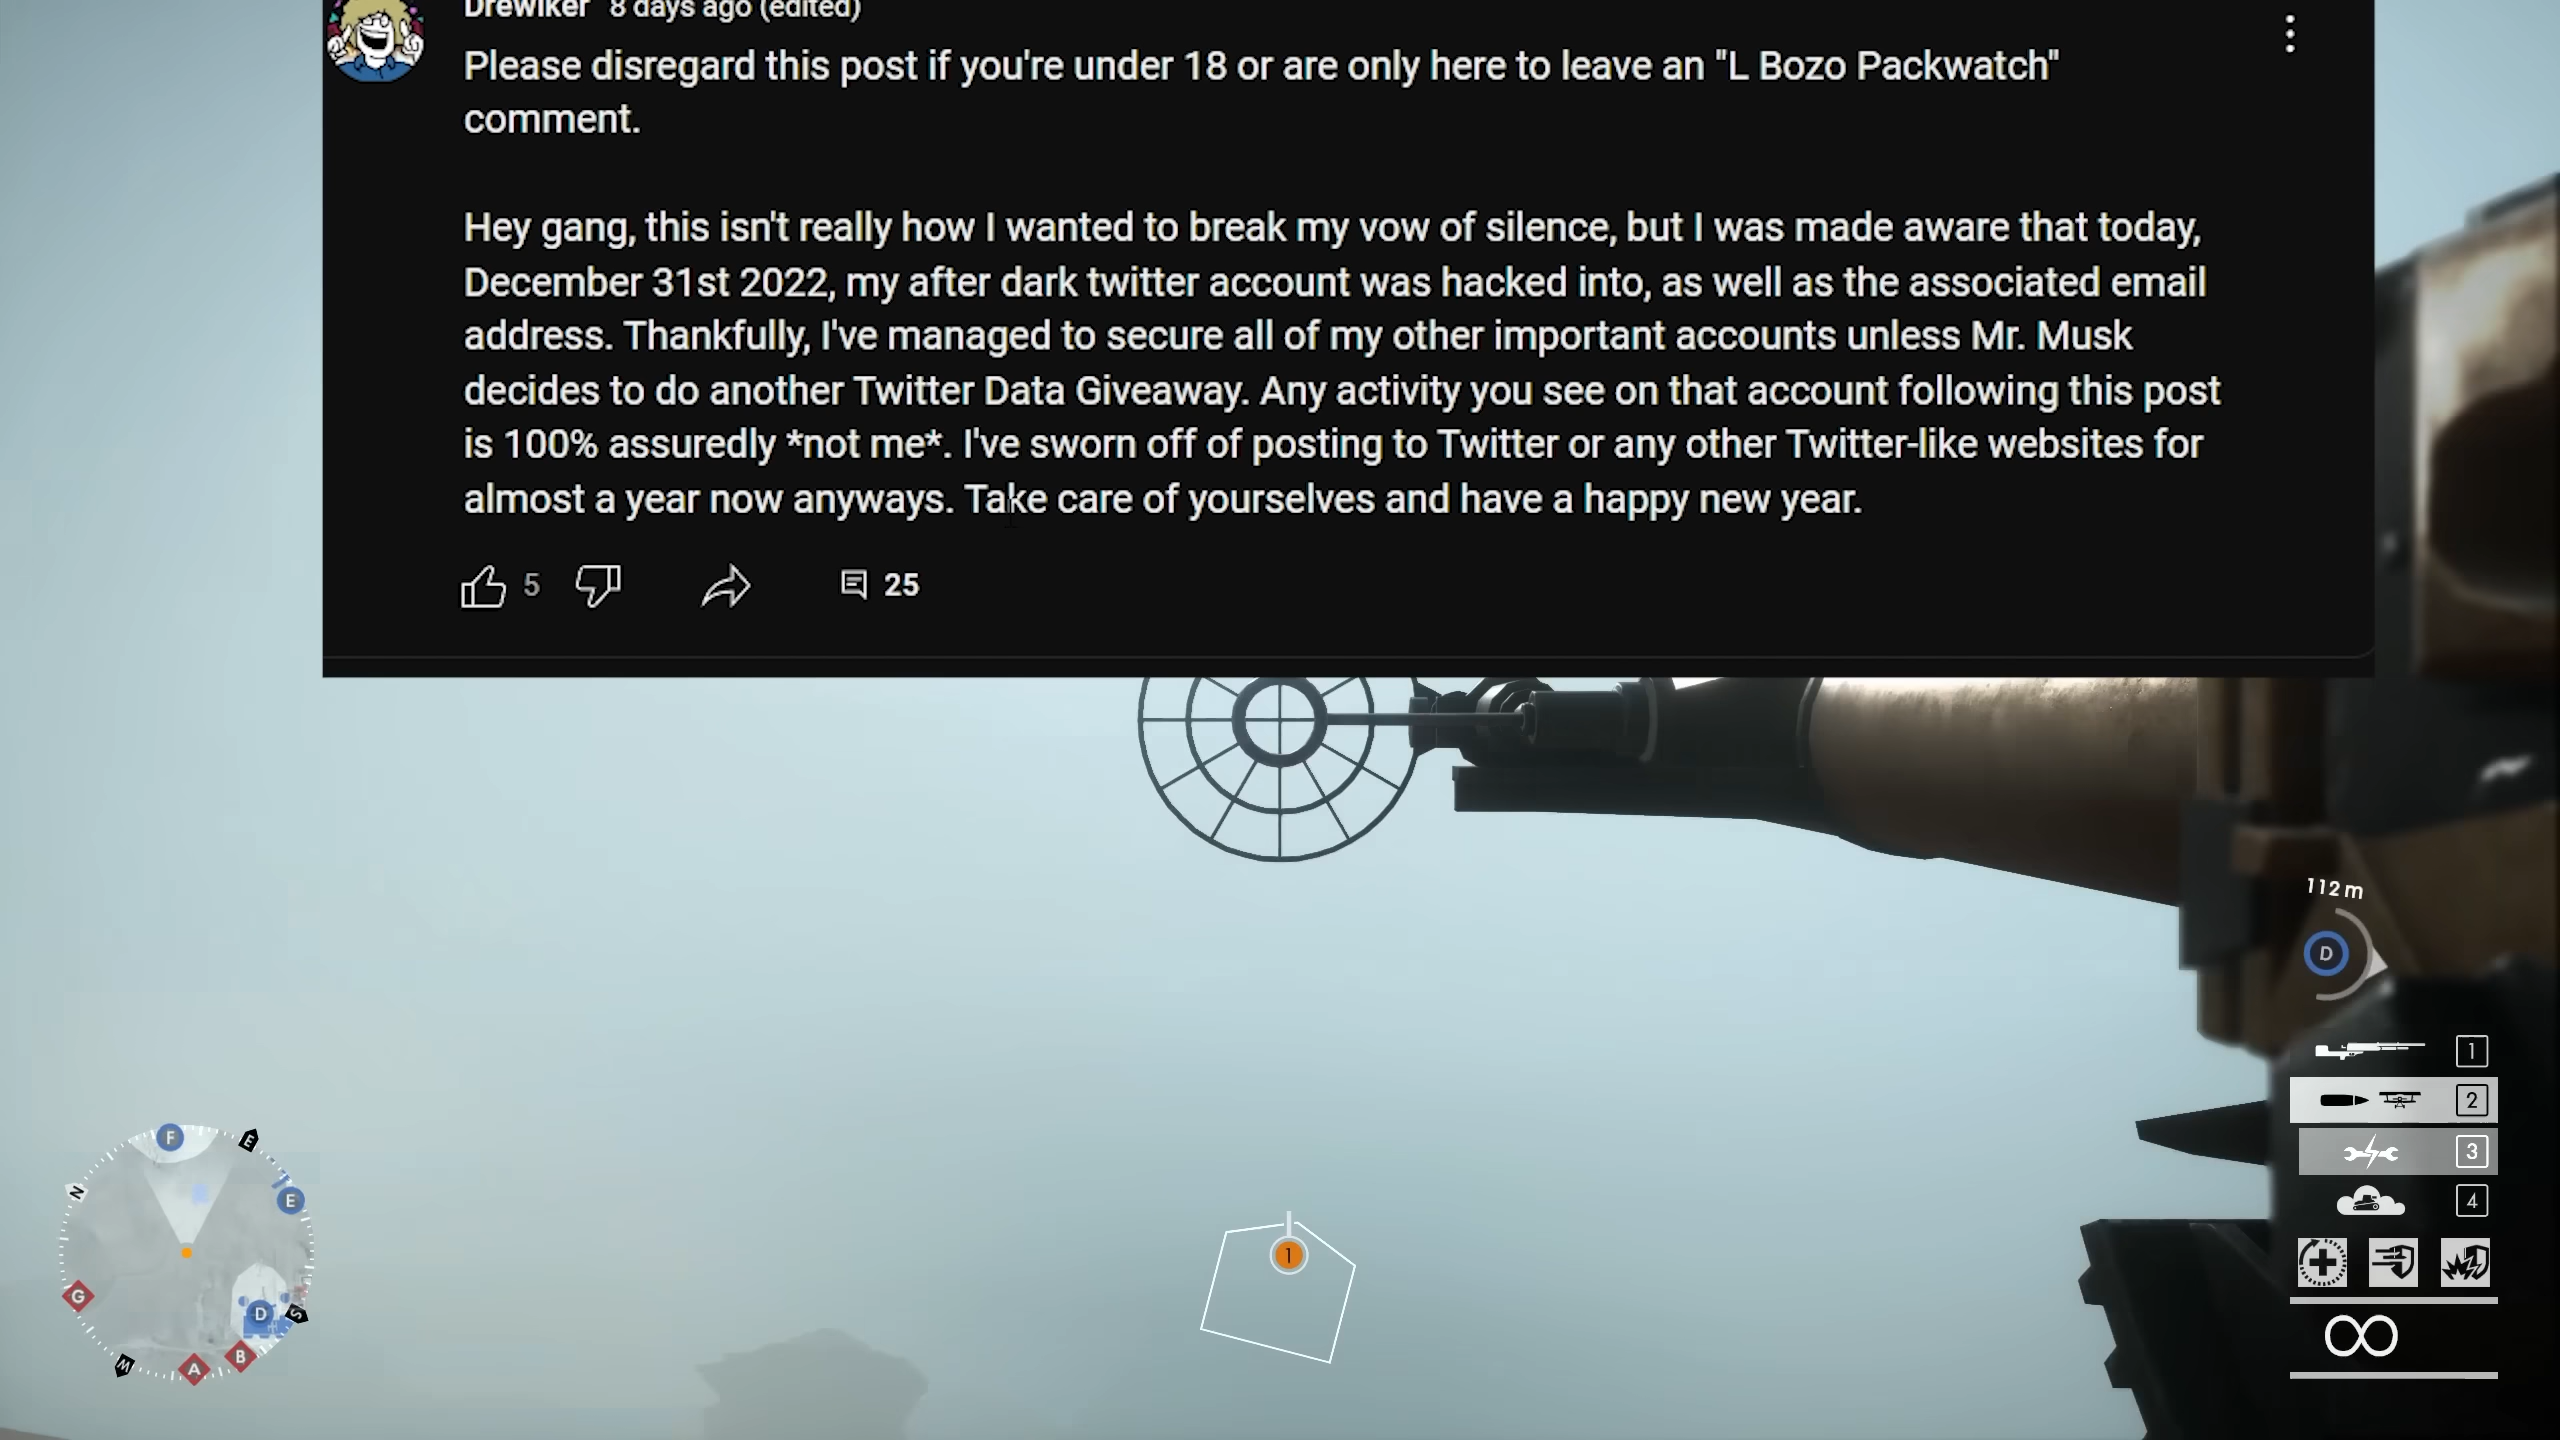 Drewiker 8 days ago (edited)
Please disregard this post if you're under 18 or are only here to leave an "L Bozo Packwatch"
comment.
Hey gang, this isn't really how I wanted to break my vow of silence, but I was made aware that today,
December 31st 2022, my after dark twitter account was hacked into, as well as the associated email
address. Thankfully, I've managed to secure all of my other important accounts unless Mr. Musk
decides to do another Twitter Data Giveaway. Any activity you see on that account following this post
is 100% assuredly *not me*. I've sworn off of posting to Twitter or any other Twitter-like websites for
almost a year now anyways. Take care of yourselves and have a happy new year.
5 25
112m
D
1
2
3
4
1
F
E
N
E
G
D
S
B
A
W